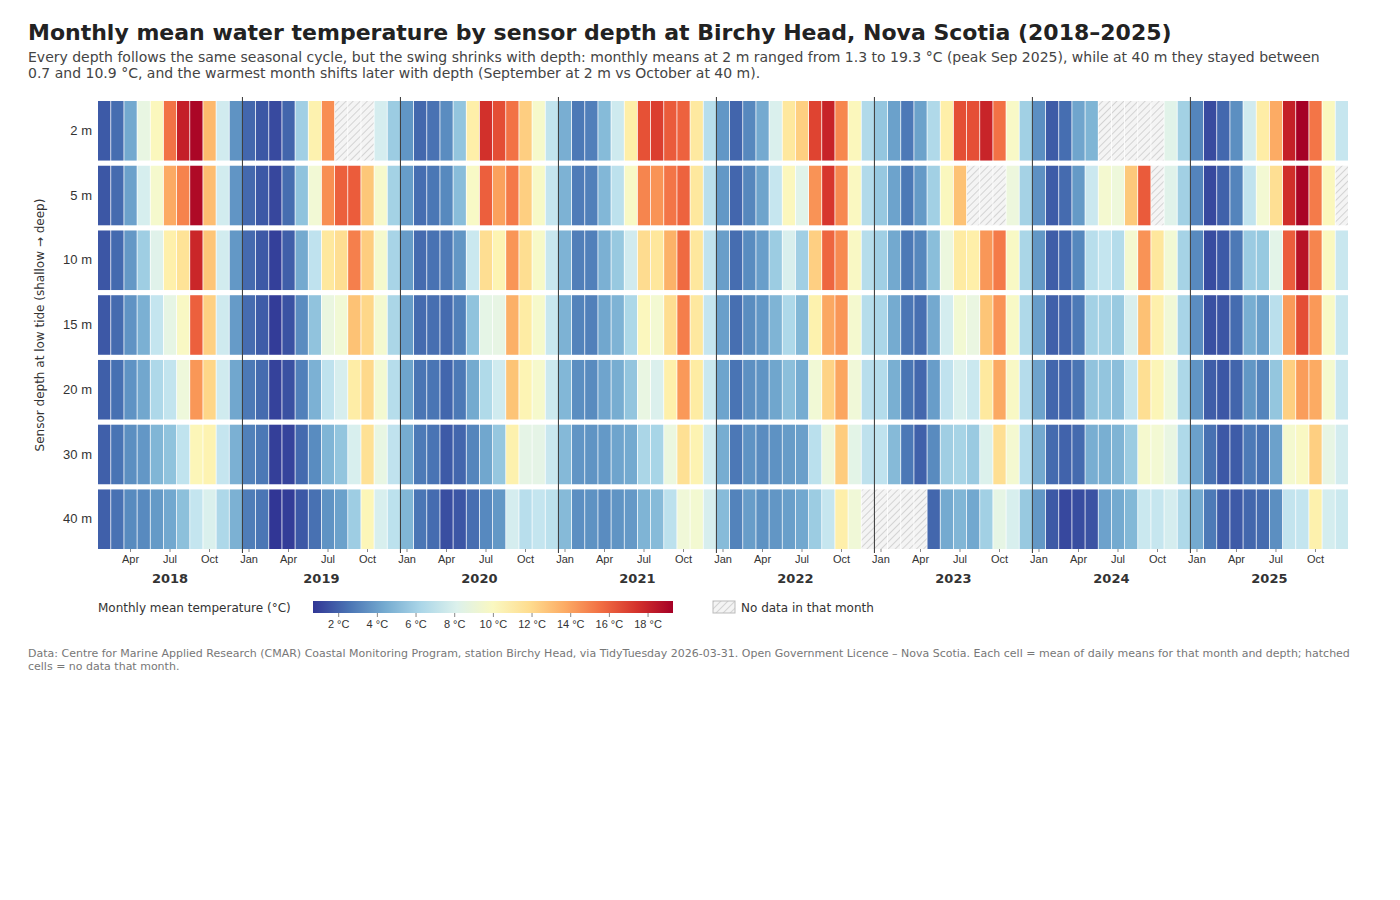 Monthly mean water temperature by sensor depth at Birchy Head, Nova Scotia (2018–2025)
Every depth follows the same seasonal cycle, but the swing shrinks with depth: monthly means at 2 m ranged from 1.3 to 19.3 °C (peak Sep 2025), while at 40 m they stayed between
0.7 and 10.9 °C, and the warmest month shifts later with depth (September at 2 m vs October at 40 m).
Sensor depth at low tide (shallow → deep)
2 m
5 m
10 m
15 m
20 m
30 m
40 m
Apr Jul Oct Jan Apr Jul Oct Jan Apr Jul Oct Jan Apr Jul Oct Jan Apr Jul Oct Jan Apr Jul Oct Jan Apr Jul Oct Jan Apr Jul Oct
2018 2019 2020 2021 2022 2023 2024 2025
Monthly mean temperature (°C)
2 °C 4 °C 6 °C 8 °C 10 °C 12 °C 14 °C 16 °C 18 °C
No data in that month
Data: Centre for Marine Applied Research (CMAR) Coastal Monitoring Program, station Birchy Head, via TidyTuesday 2026-03-31. Open Government Licence – Nova Scotia. Each cell = mean of daily means for that month and depth; hatched
cells = no data that month.